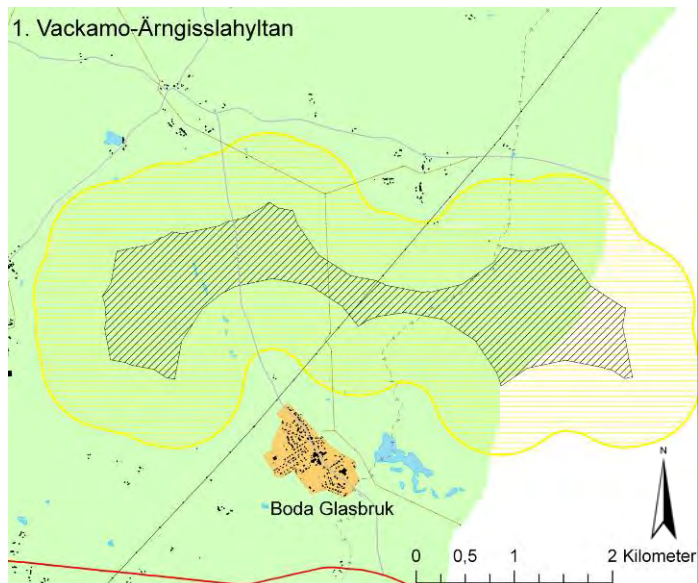 1. Vackamo-Ärngisslahyltan
Boda Glasbruk
N
0 0,5 1 2 Kilometer